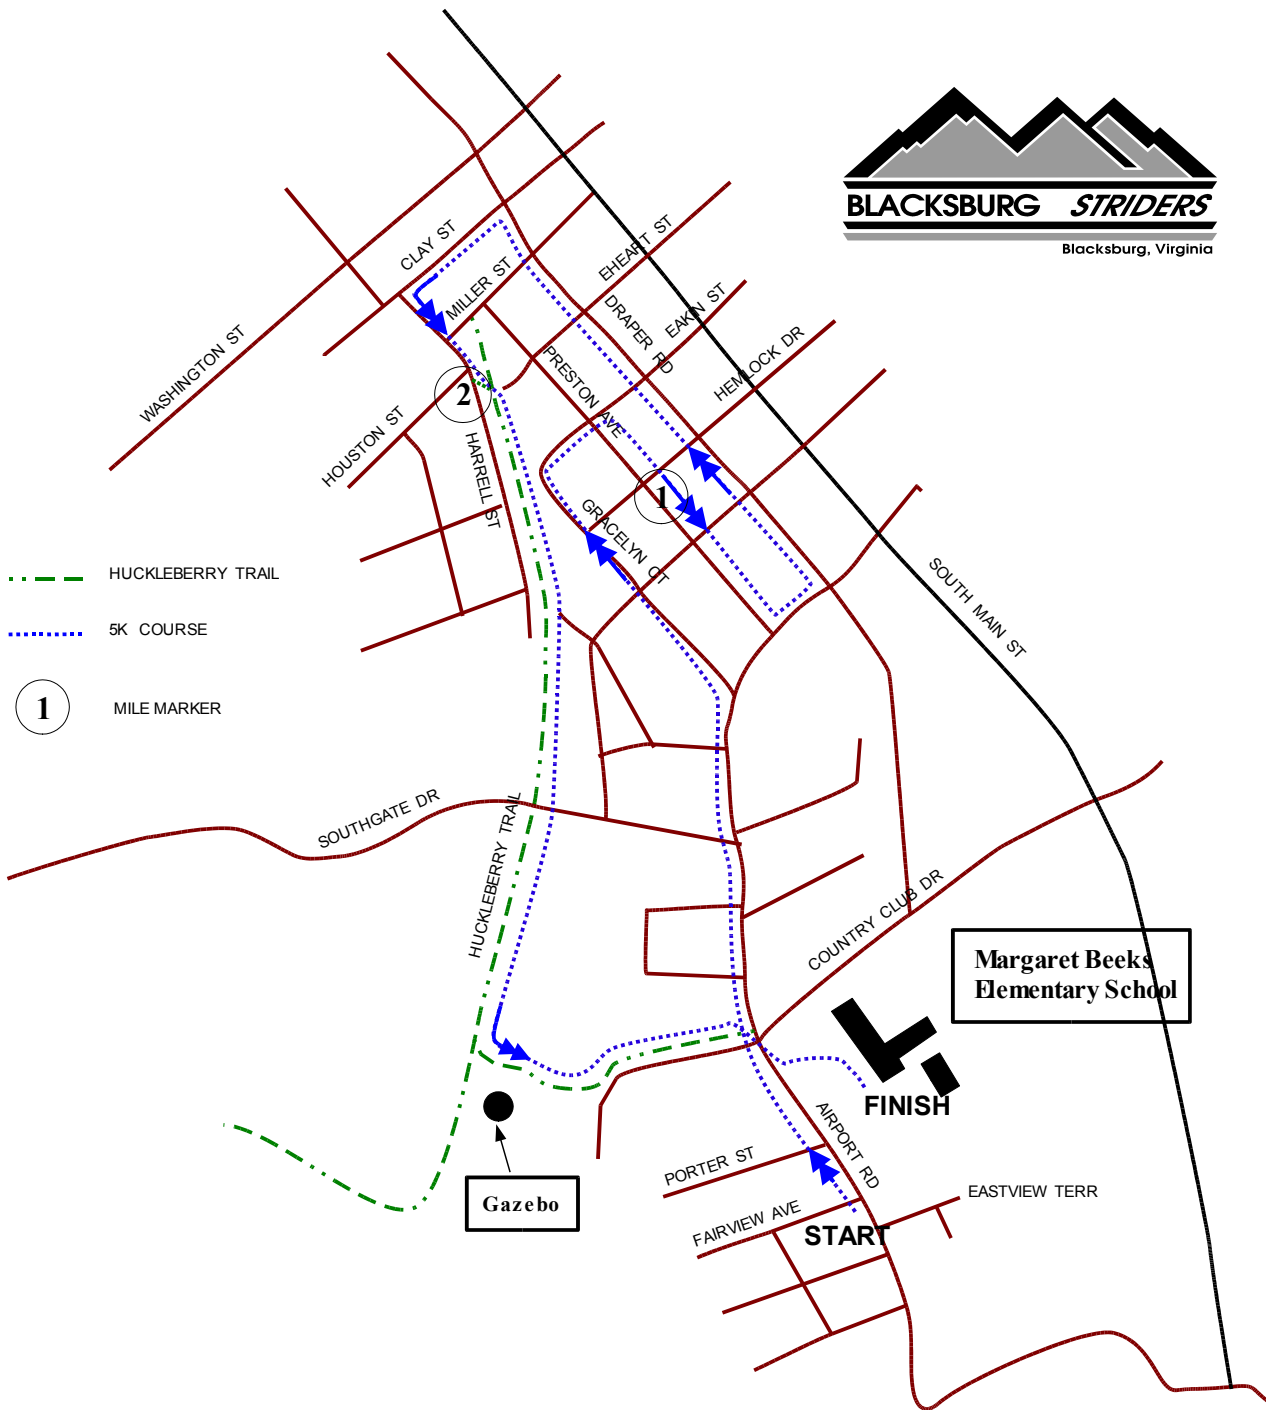 BLACKSBURG STRIDERS
Blacksburg, Virginia
CLAY ST
EHEART ST
MILLER ST
DRAPER RD
EAKIN ST
WASHINGTON ST
PRESTON AVE
HEMLOCK DR
2
HOUSTON ST
HARRELL ST
1
GRACELYN CT
HUCKLEBERRY TRAIL
5K COURSE
1
MILE MARKER
SOUTH MAIN ST
SOUTHGATE DR
HUCKLEBERRY TRAIL
COUNTRY CLUB DR
Margaret Beeks
Elementary School
FINISH
AIRPORT RD
PORTER ST
Gazebo
FAIRVIEW AVE
EASTVIEW TERR
START